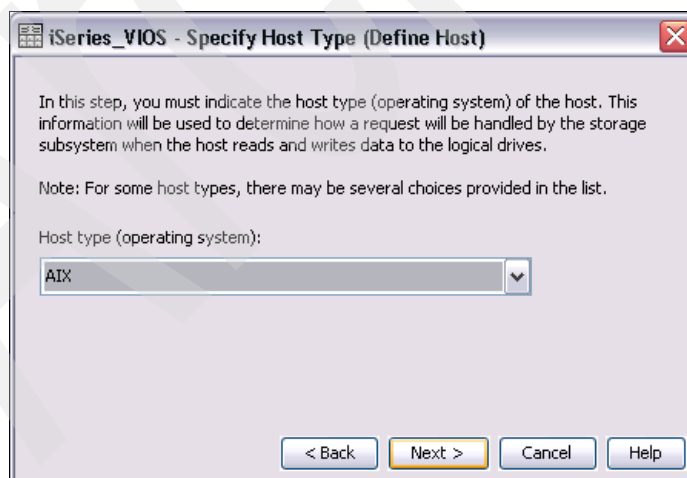 iSeries_VIOS - Specify Host Type (Define Host)
In this step, you must indicate the host type (operating system) of the host. This
information will be used to determine how a request will be handled by the storage
subsystem when the host reads and writes data to the logical drives.
Note: For some host types, there may be several choices provided in the list.
Host type (operating system):
AIX
< Back Next > Cancel Help